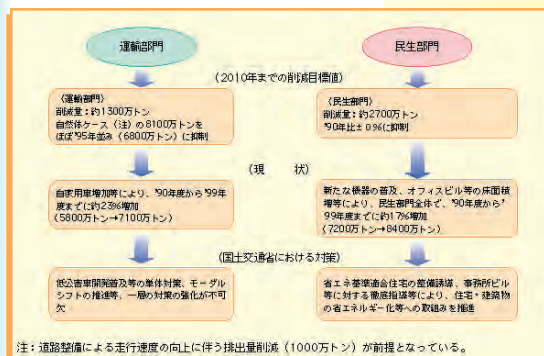 運輸部門
民生部門
(2010年までの削減目標値)
〈運輸部門〉
削減量:約1300万トン
自然体ケース(注)の8100万トンを
ほぼ'95年並み(6800万トン)に抑制
〈民生部門〉
削減量:約2700万トン
'90年比±0%に抑制
(現 状)
自家用車増加等により、'90年度から'99
年度までに約23%増加
(5800万トン→7100万トン)
新たな機器の普及、オフィスビル等の床面積
増等により、民生部門全体で、'90年度から'
99年度までに約17%増加
(7200万トン→8400万トン)
(国土交通省における対策)
低公害車開発普及等の単体対策、モーダル
シフトの推進等、一層の対策の強化が不可
欠
省エネ基準適合住宅の整備誘導、事務所ビル
等に対する徹底指導等により、住宅・建築物
の省エネルギー化等への取組みを推進
注:道路整備による走行速度の向上に伴う排出量削減(1000万トン)が前提となっている。